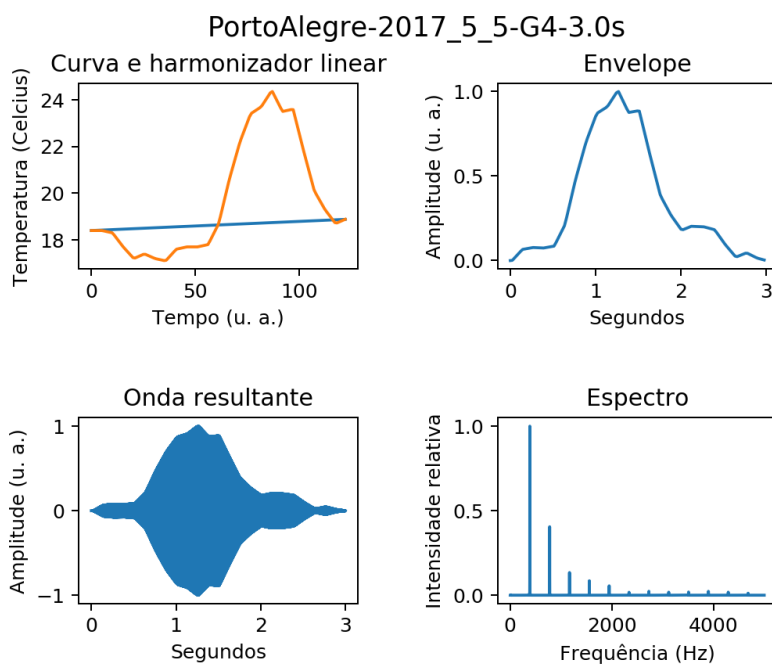 PortoAlegre-2017_5_5-G4-3.0s
Curva e harmonizador linear
Temperatura (Celcius)
24
22
20
18
0
50
100
Tempo (u. a.)
Envelope
Amplitude (u. a.)
1.0
0.5
0.0
0
1
2
3
Segundos
Onda resultante
Amplitude (u. a.)
1
0
−1
0
1
2
3
Segundos
Espectro
Intensidade relativa
1.0
0.5
0.0
0
2000
4000
Frequência (Hz)